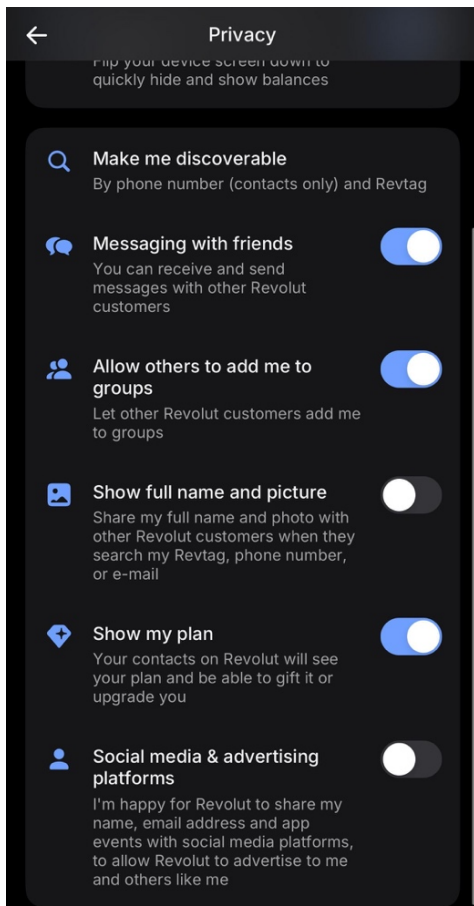 Privacy
Flip your device screen down to
quickly hide and show balances
Make me discoverable
By phone number (contacts only) and Revtag
Messaging with friends
You can receive and send
messages with other Revolut
customers
Allow others to add me to
groups
Let other Revolut customers add me
to groups
Show full name and picture
Share my full name and photo with
other Revolut customers when they
search my Revtag, phone number,
or e-mail
Show my plan
Your contacts on Revolut will see
your plan and be able to gift it or
upgrade you
Social media & advertising
platforms
I'm happy for Revolut to share my
name, email address and app
events with social media platforms,
to allow Revolut to advertise to me
and others like me